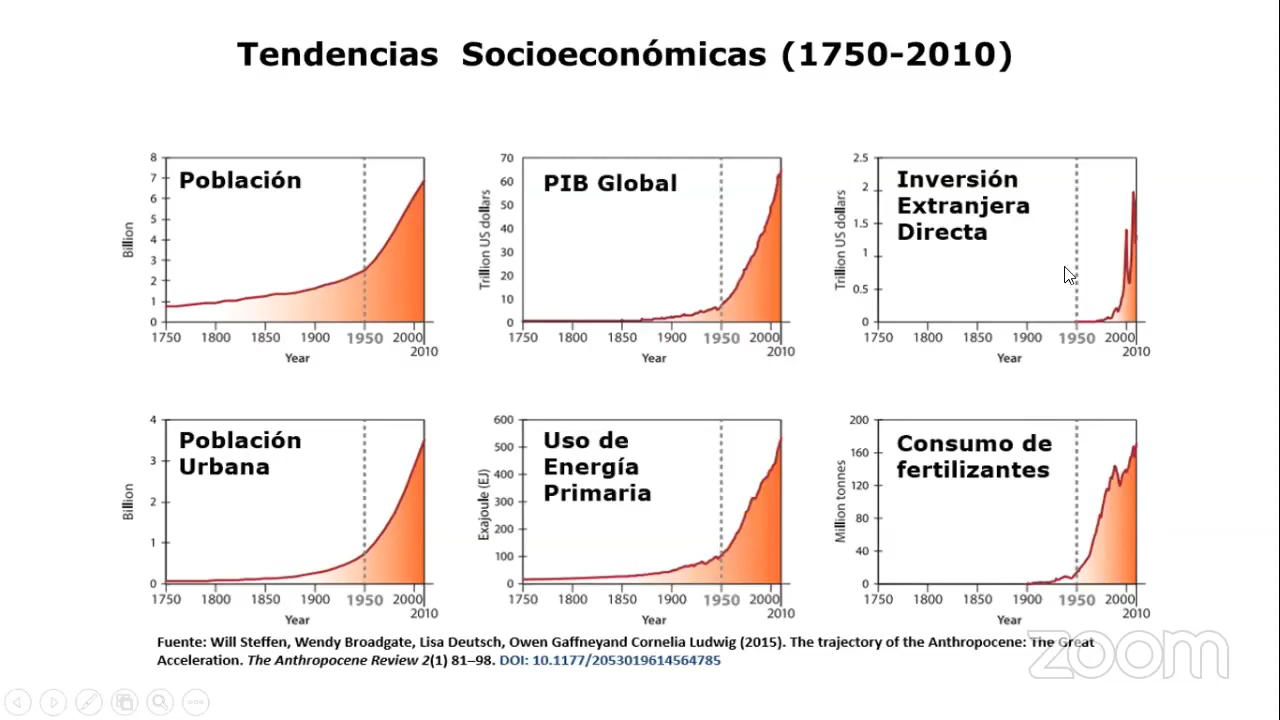 Tendencias Socioeconómicas (1750-2010)
8
7
6
5
4
3
2
1
0
Billion
Población
1750
1800
1850
1900
1950
2000
2010
Year
70
60
50
40
30
20
10
0
Trillion US dollars
PIB Global
1750
1800
1850
1900
1950
2000
2010
Year
2.5
2
1.5
1
0.5
0
Trillion US dollars
Inversión
Extranjera
Directa
1750
1800
1850
1900
1950
2000
2010
Year
4
3
2
1
0
Billion
Población
Urbana
1750
1800
1850
1900
1950
2000
2010
Year
600
500
400
300
200
100
0
Exajoule (EJ)
Uso de
Energía
Primaria
1750
1800
1850
1900
1950
2000
2010
Year
200
160
120
80
40
0
Million tonnes
Consumo de
fertilizantes
1750
1800
1850
1900
1950
2000
2010
Year
Fuente: Will Steffen, Wendy Broadgate, Lisa Deutsch, Owen Gaffneyand Cornelia Ludwig (2015). The trajectory of the Anthropocene: The Great
Acceleration. The Anthropocene Review 2(1) 81–98. DOI: 10.1177/2053019614564785
zoom